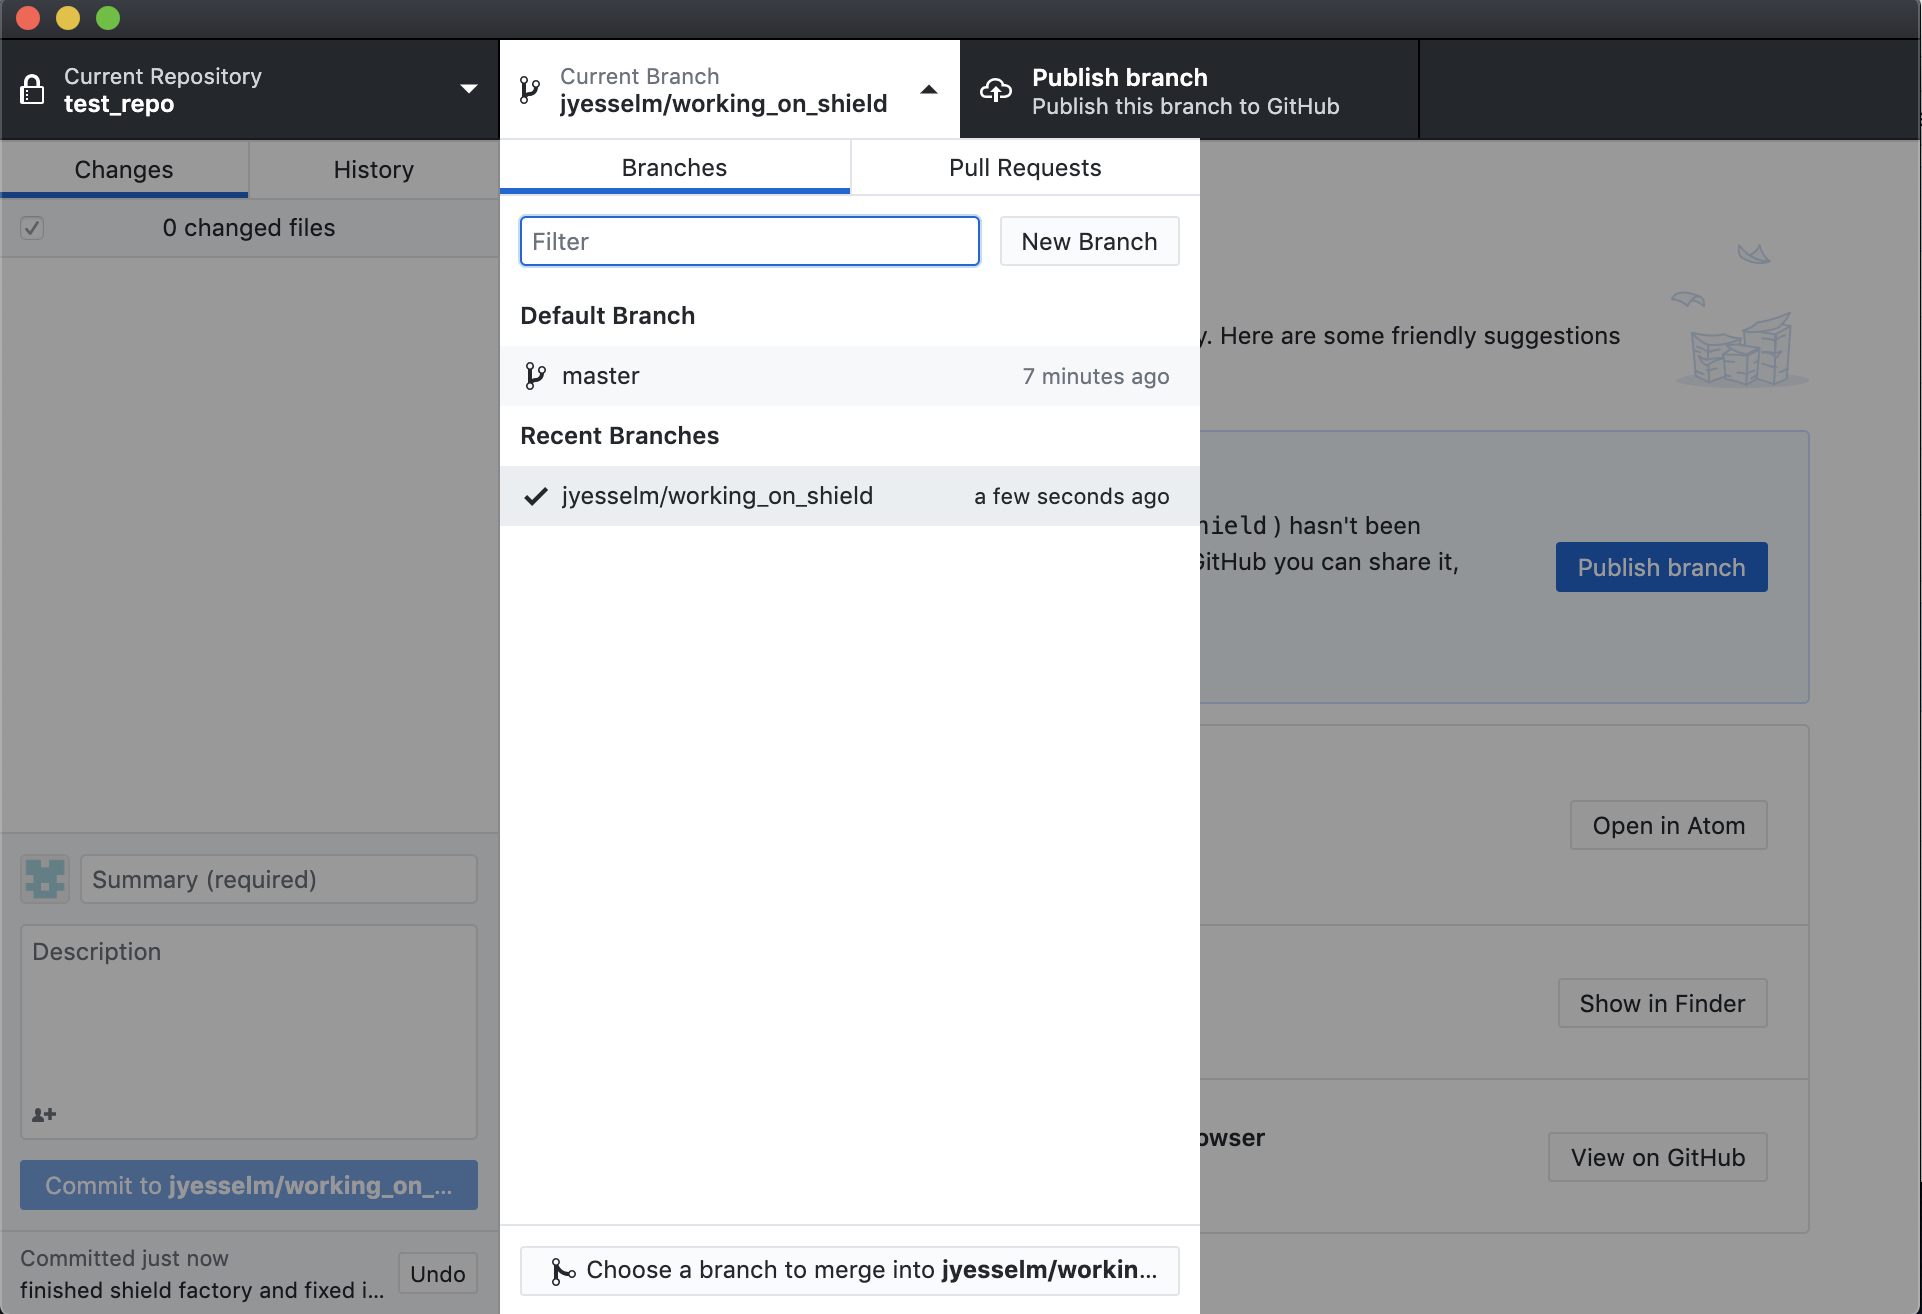 Current Repository
test_repo
Current Branch
jyesselm/working_on_shield
Publish branch
Publish this branch to GitHub
Changes
History
0 changed files
Branches
Pull Requests
Filter
New Branch
Default Branch
master
7 minutes ago
Recent Branches
jyesselm/working_on_shield
a few seconds ago
Choose a branch to merge into jyesselm/workin...
y. Here are some friendly suggestions
hield) hasn't been
GitHub you can share it,
Publish branch
Open in Atom
Show in Finder
owser
View on GitHub
Summary (required)
Description
Commit to jyesselm/working_on_...
Committed just now
finished shield factory and fixed i...
Undo